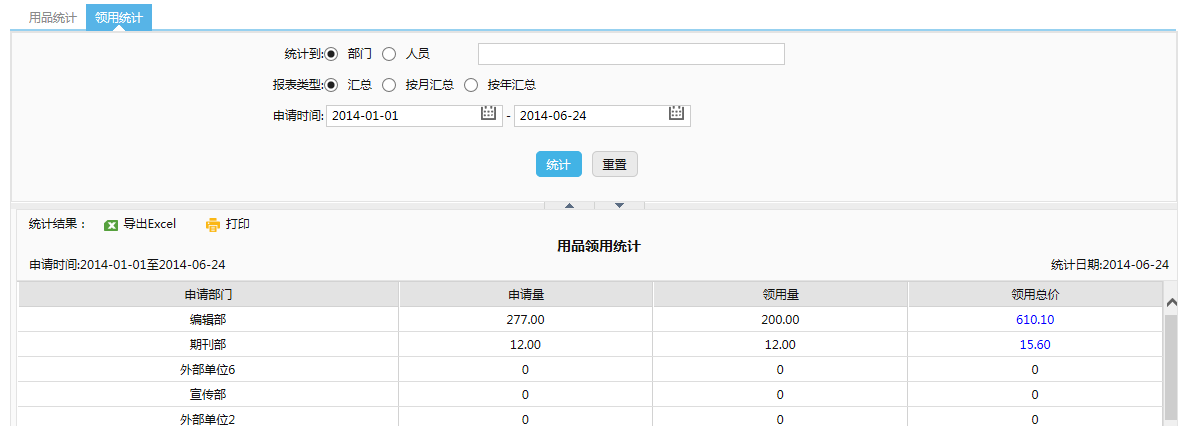 用品统计 领用统计
统计到: 部门 人员
报表类型: 汇总 按月汇总 按年汇总
申请时间: 2014-01-01 - 2014-06-24
统计 重置
统计结果： 导出Excel 打印
用品领用统计
申请时间:2014-01-01至2014-06-24 统计日期:2014-06-24
申请部门 申请量 领用量 领用总价
编辑部 277.00 200.00 610.10
期刊部 12.00 12.00 15.60
外部单位6 0 0 0
宣传部 0 0 0
外部单位2 0 0 0